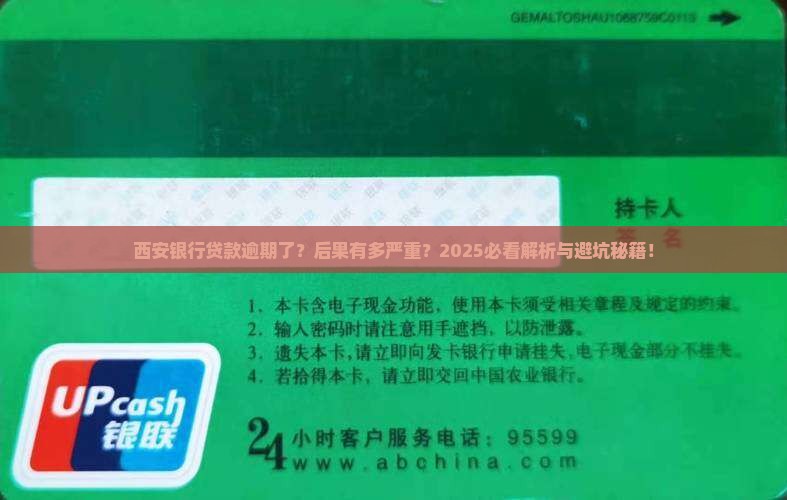 GEMALTOSHAU1068759C0119
持卡人
签 名
西安银行贷款逾期了？后果有多严重？2025必看解析与避坑秘籍！
1. 本卡含电子现金功能，使用本卡须受相关章程及规定的约束。
2. 输入密码时请注意用手遮挡，以防泄露。
3. 遗失本卡,请立即向发卡银行申请挂失,电子现金部分不挂失。
4. 若拾得本卡，请立即交回中国农业银行。
UPcash
银联
24小时客户服务电话：95599
www.abchina.com